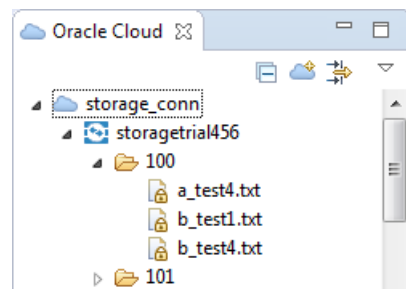 Oracle Cloud
storage_conn
storagetrial456
100
a_test4.txt
b_test1.txt
b_test4.txt
101